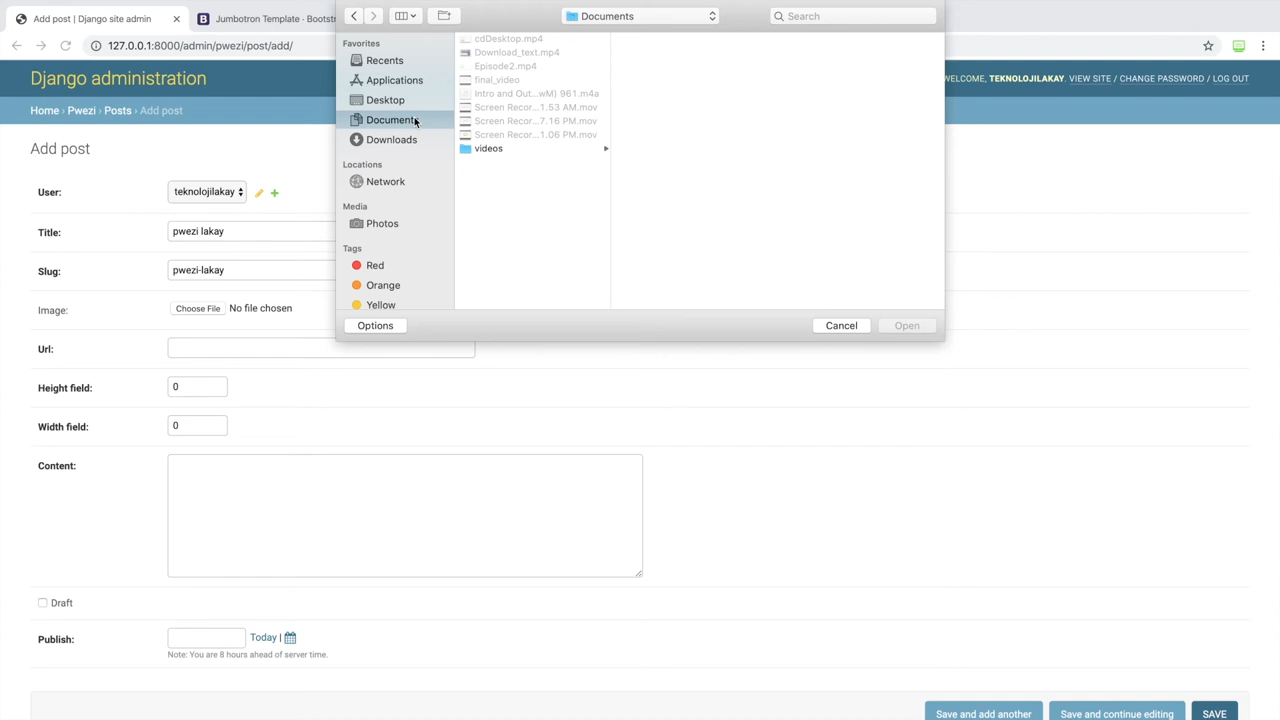 Add post | Django site admin
Jumbotron Template - Bootst
127.0.0.1:8000/admin/pwezi/post/add/
Documents
Search
Favorites
Recents
Applications
Desktop
Documents
Downloads
Locations
Network
Media
Photos
Tags
Red
Orange
Yellow
cdDesktop.mp4
Download_text.mp4
Episode2.mp4
final_video
Intro and Out...wM) 961.m4a
Screen Recor...1.53 AM.mov
Screen Recor...7.16 PM.mov
Screen Recor...1.06 PM.mov
videos
Options
Cancel
Open
Django administration
WELCOME, TEKNOLOJILAKAY. VIEW SITE / CHANGE PASSWORD / LOG OUT
Home › Pwezi › Posts › Add post
Add post
User: teknolojilakay
Title: pwezi lakay
Slug: pwezi-lakay
Image: Choose File No file chosen
Url:
Height field: 0
Width field: 0
Content:
Draft
Publish: Today |
Note: You are 8 hours ahead of server time.
Save and add another
Save and continue editing
SAVE